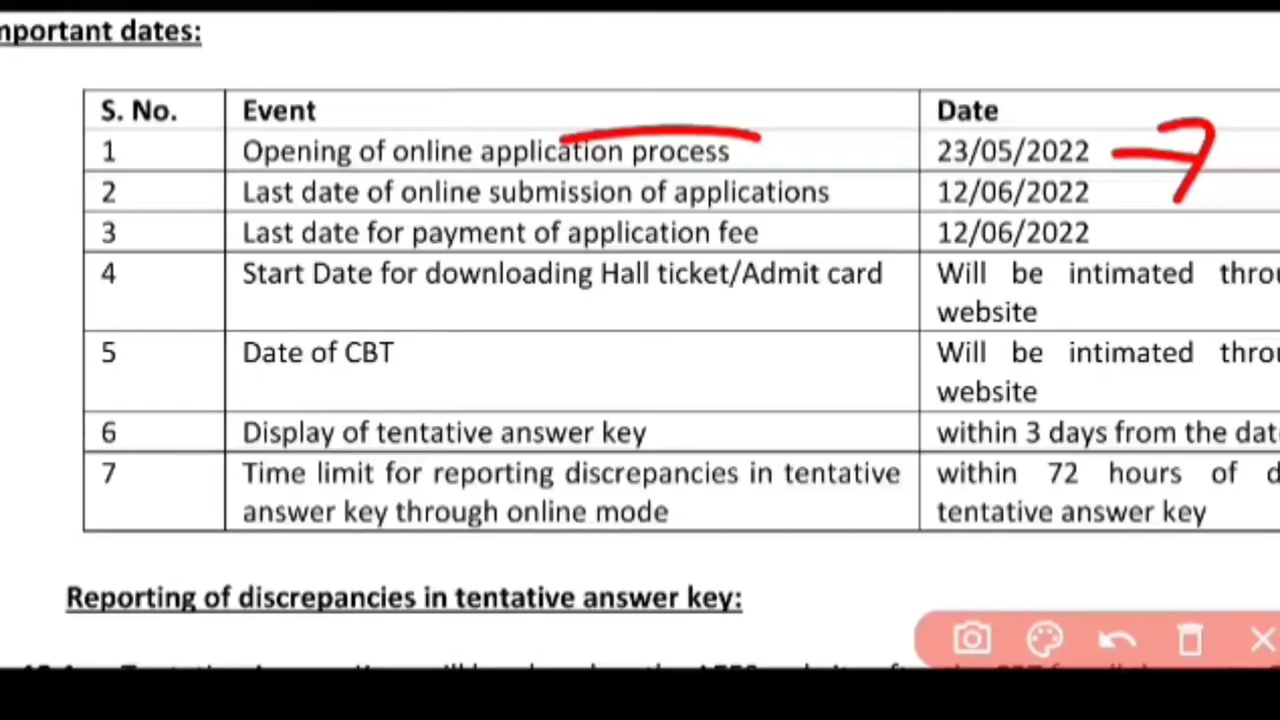 mportant dates:
S. No. Event Date
1 Opening of online application process 23/05/2022
2 Last date of online submission of applications 12/06/2022
3 Last date for payment of application fee 12/06/2022
4 Start Date for downloading Hall ticket/Admit card Will be intimated throu
website
5 Date of CBT Will be intimated throu
website
6 Display of tentative answer key within 3 days from the dat
7 Time limit for reporting discrepancies in tentative within 72 hours of d
answer key through online mode tentative answer key
Reporting of discrepancies in tentative answer key: